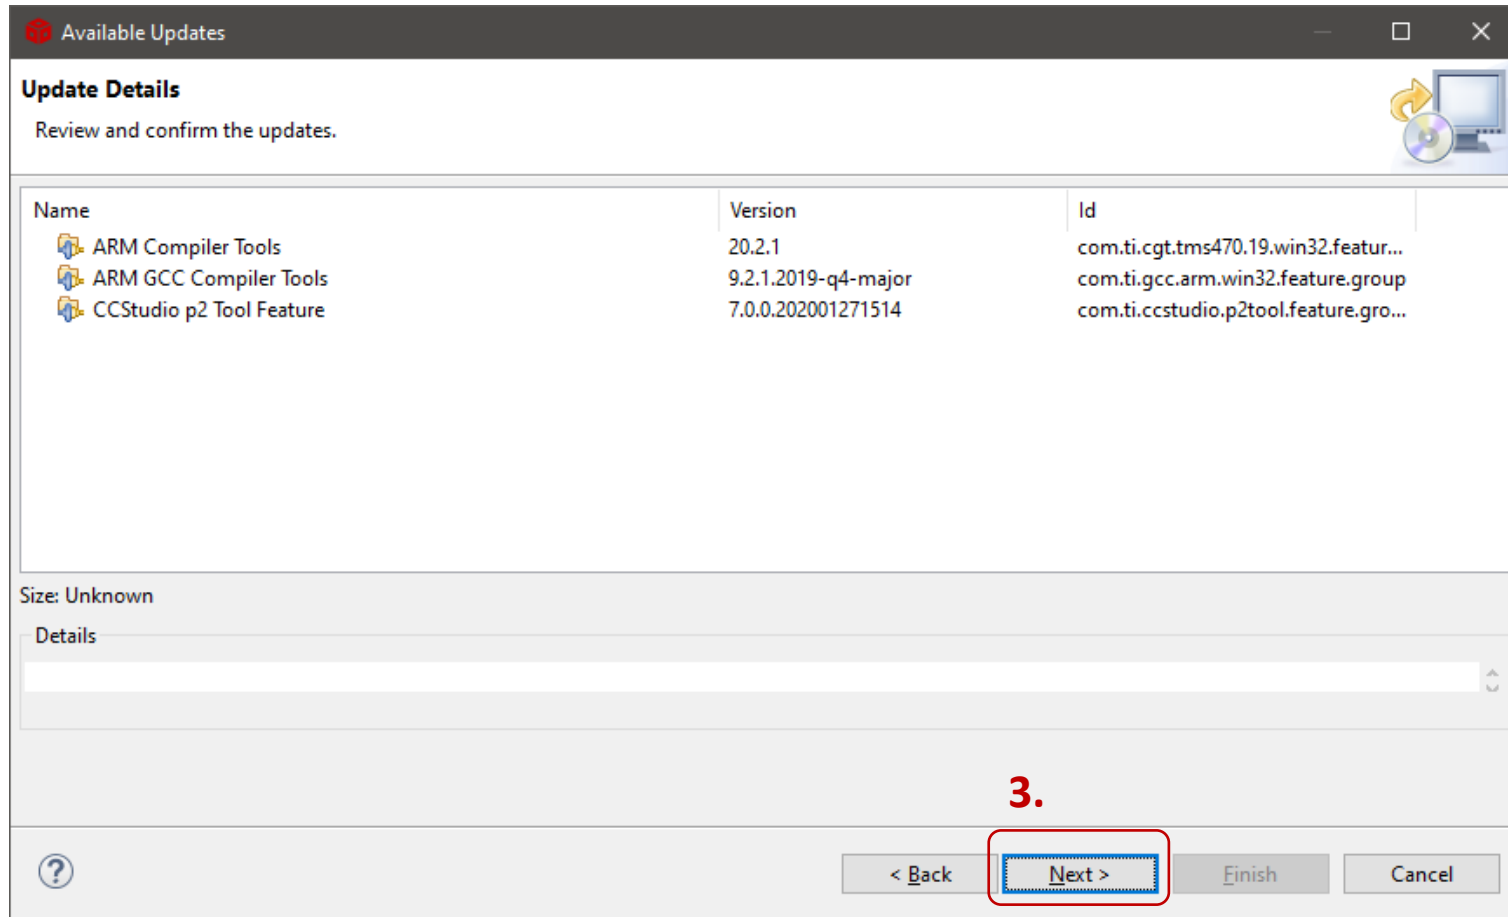 Available Updates
Update Details
Review and confirm the updates.
Name Version Id
ARM Compiler Tools 20.2.1 com.ti.cgt.tms470.19.win32.featur...
ARM GCC Compiler Tools 9.2.1.2019-q4-major com.ti.gcc.arm.win32.feature.group
CCStudio p2 Tool Feature 7.0.0.202001271514 com.ti.ccstudio.p2tool.feature.gro...
Size: Unknown
Details
3.
? < Back Next > Finish Cancel